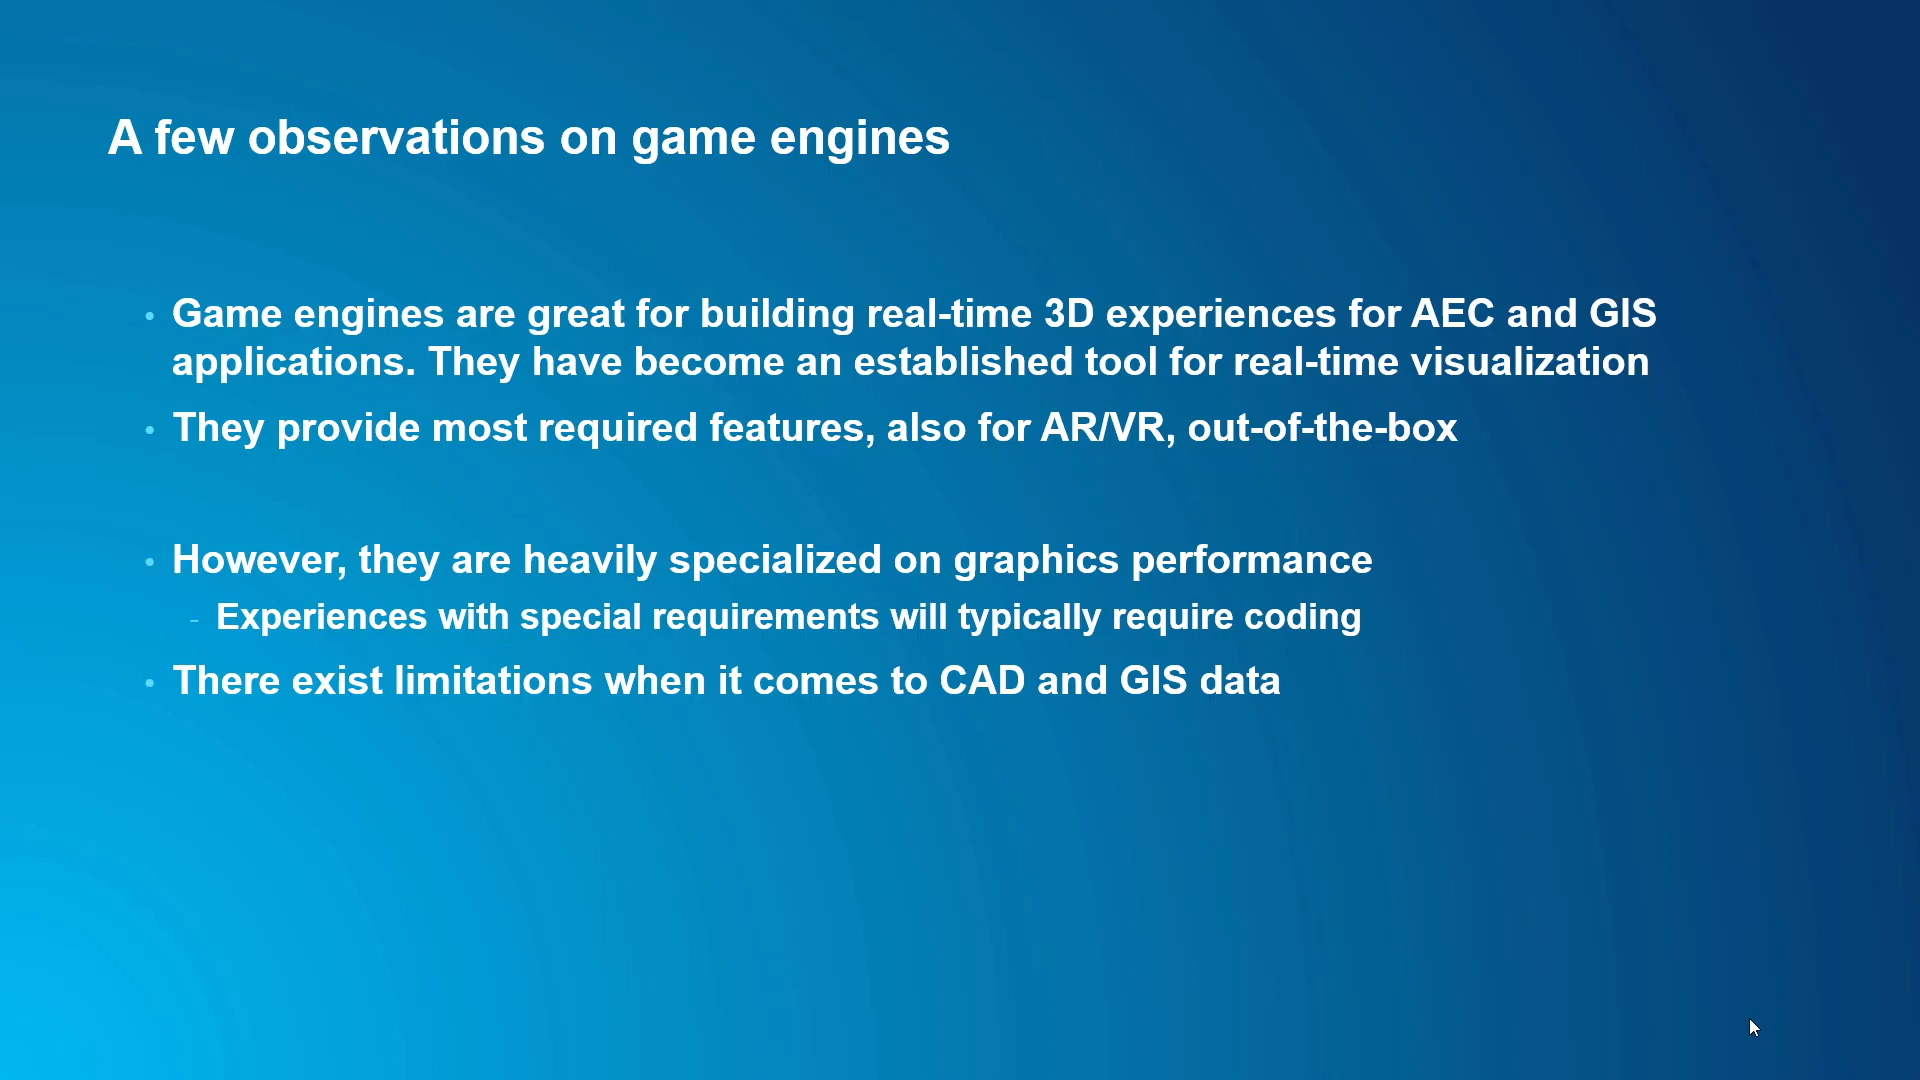 A few observations on game engines
• Game engines are great for building real-time 3D experiences for AEC and GIS
applications. They have become an established tool for real-time visualization
• They provide most required features, also for AR/VR, out-of-the-box
• However, they are heavily specialized on graphics performance
- Experiences with special requirements will typically require coding
• There exist limitations when it comes to CAD and GIS data